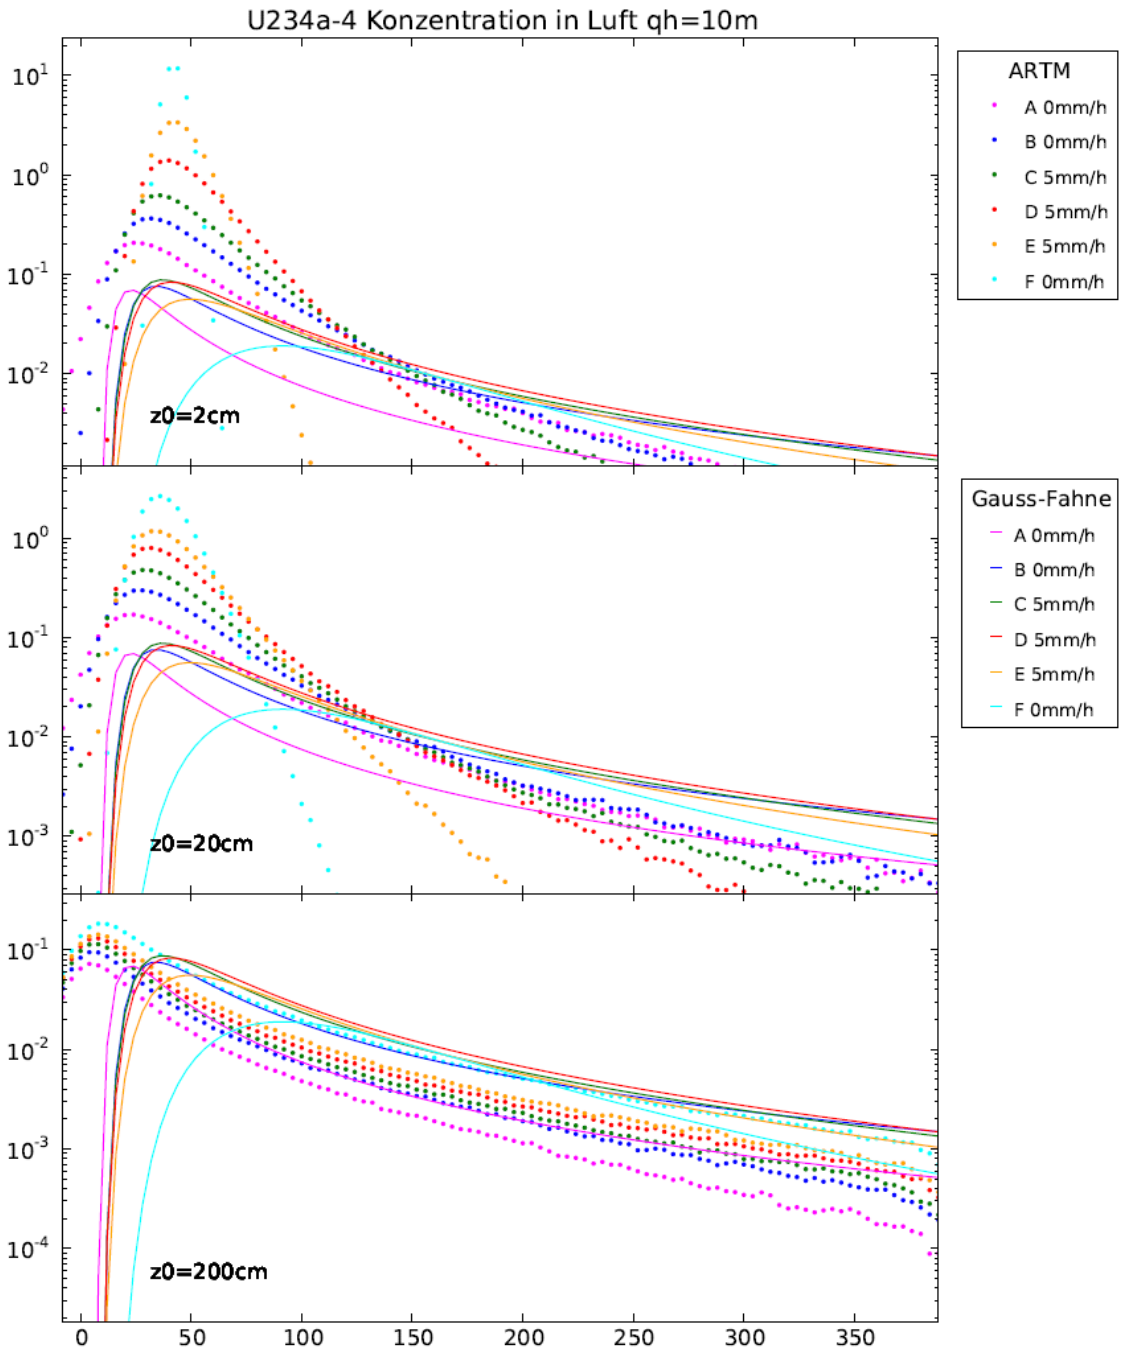 U234a-4 Konzentration in Luft qh=10m
10¹
10⁰
10⁻¹
10⁻²
z0=2cm
10⁰
10⁻¹
10⁻²
10⁻³
z0=20cm
10⁻¹
10⁻²
10⁻³
10⁻⁴
z0=200cm
0 50 100 150 200 250 300 350
ARTM
A 0mm/h
B 0mm/h
C 5mm/h
D 5mm/h
E 5mm/h
F 0mm/h
Gauss-Fahne
A 0mm/h
B 0mm/h
C 5mm/h
D 5mm/h
E 5mm/h
F 0mm/h